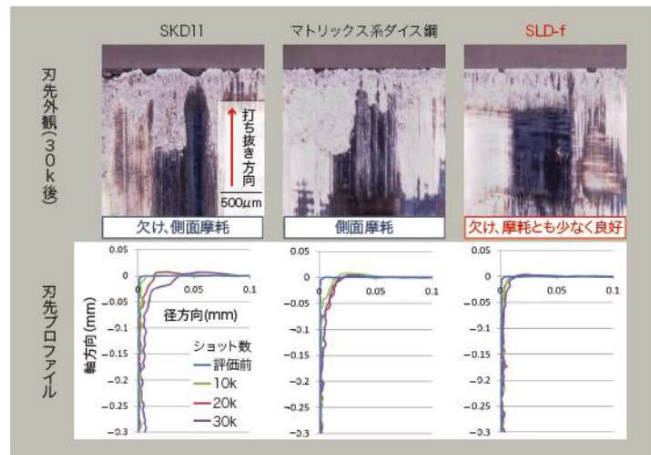 SKD11
マトリックス系ダイス鋼
SLD-f
刃先外観(30k後)
打ち抜き方向
500μm
欠け、側面摩耗
側面摩耗
欠け、摩耗とも少なく良好
刃先プロファイル
軸方向(mm)
0.05
0
-0.05
-0.1
-0.15
-0.2
-0.25
-0.3
0
0.05
0.1
径方向(mm)
ショット数
評価前
10k
20k
30k
0.05
0
-0.05
-0.1
-0.15
-0.2
-0.25
-0.3
0
0.05
0.1
0.05
0
-0.05
-0.1
-0.15
-0.2
-0.25
-0.3
0
0.05
0.1